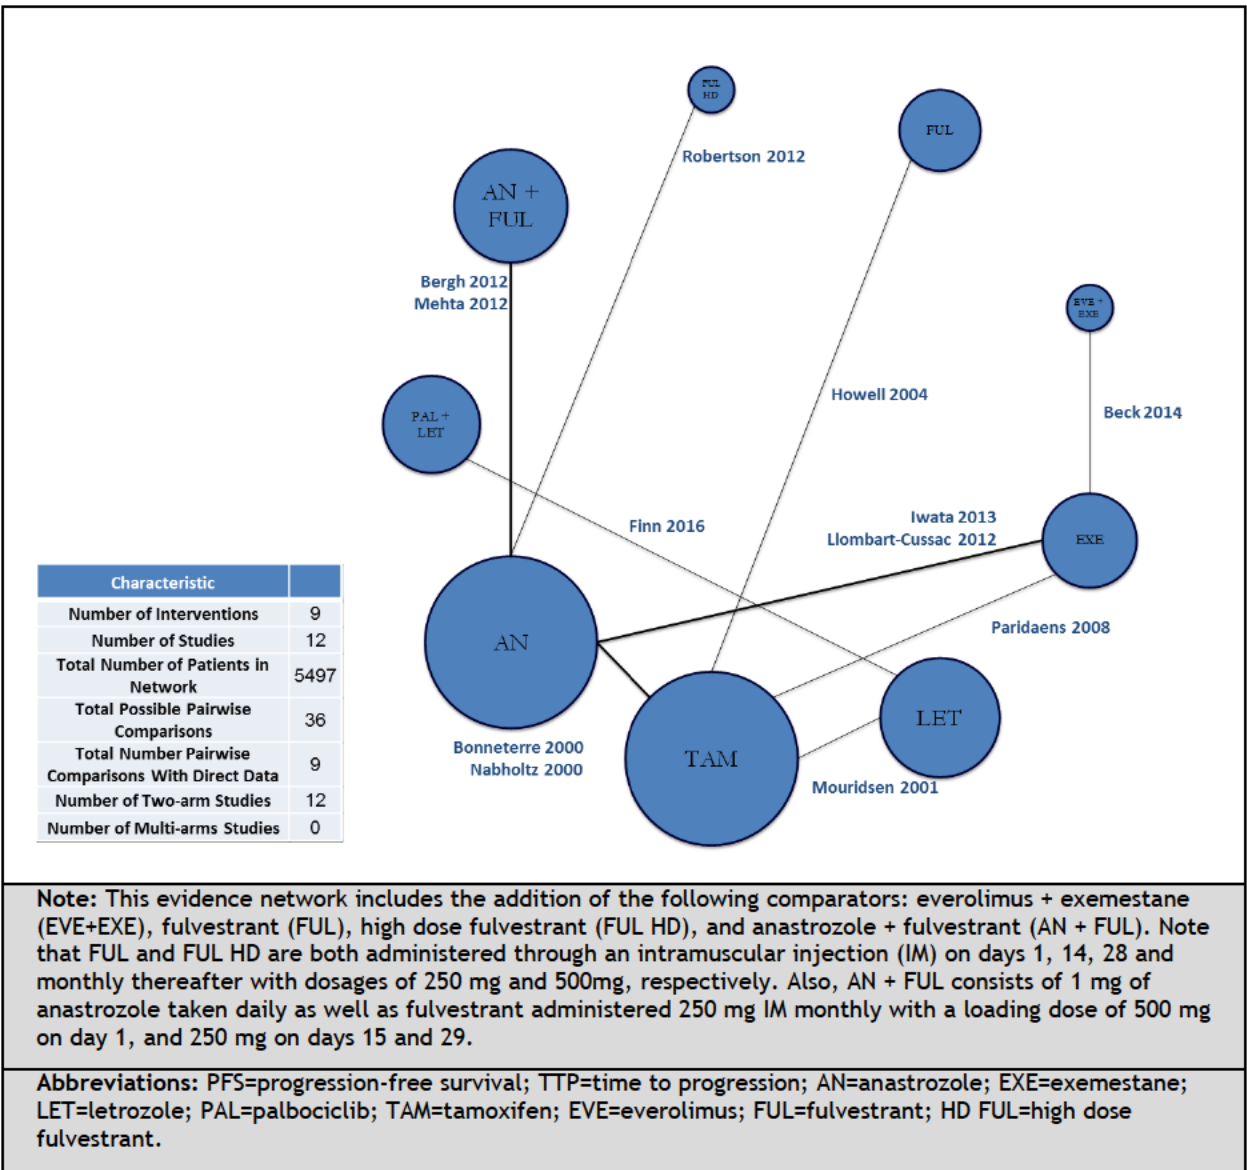 FUL
HD
FUL
Robertson 2012
AN +
FUL
Bergh 2012
Mehta 2012
EVE +
EXE
Howell 2004
Beck 2014
PAL +
LET
Finn 2016
Iwata 2013
Llombart-Cussac 2012
EXE
Paridaens 2008
AN
LET
TAM
Bonneterre 2000
Nabholtz 2000
Mouridsen 2001
Characteristic
Number of Interventions 9
Number of Studies 12
Total Number of Patients in
Network 5497
Total Possible Pairwise
Comparisons 36
Total Number Pairwise
Comparisons With Direct Data 9
Number of Two-arm Studies 12
Number of Multi-arms Studies 0
Note: This evidence network includes the addition of the following comparators: everolimus + exemestane
(EVE+EXE), fulvestrant (FUL), high dose fulvestrant (FUL HD), and anastrozole + fulvestrant (AN + FUL). Note
that FUL and FUL HD are both administered through an intramuscular injection (IM) on days 1, 14, 28 and
monthly thereafter with dosages of 250 mg and 500mg, respectively. Also, AN + FUL consists of 1 mg of
anastrozole taken daily as well as fulvestrant administered 250 mg IM monthly with a loading dose of 500 mg
on day 1, and 250 mg on days 15 and 29.
Abbreviations: PFS=progression-free survival; TTP=time to progression; AN=anastrozole; EXE=exemestane;
LET=letrozole; PAL=palbociclib; TAM=tamoxifen; EVE=everolimus; FUL=fulvestrant; HD FUL=high dose
fulvestrant.